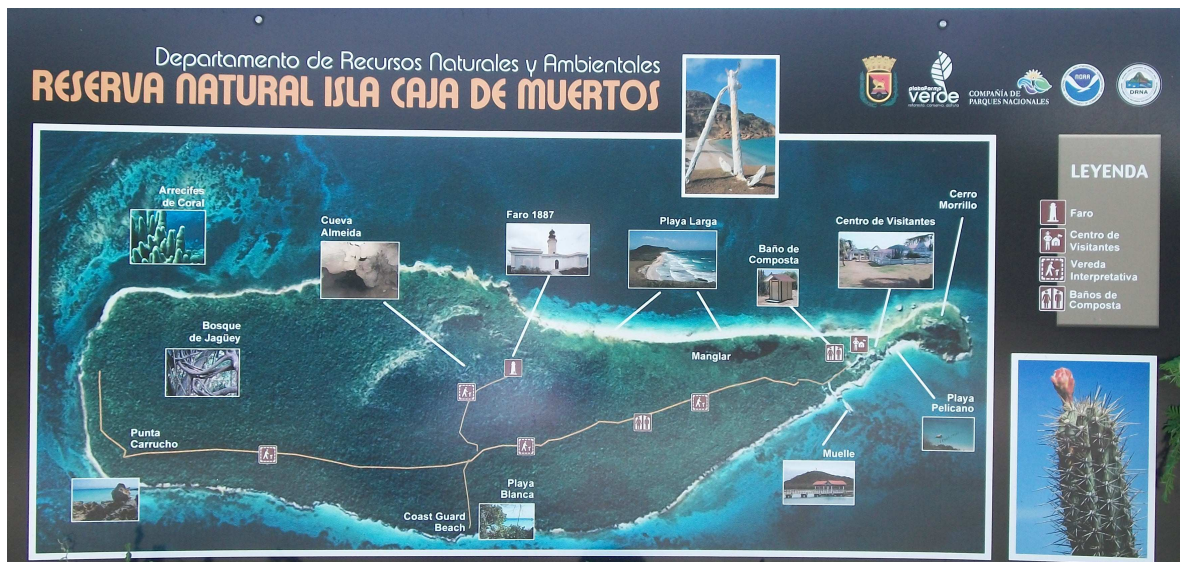 Departamento de Recursos Naturales y Ambientales
RESERVA NATURAL ISLA CAJA DE MUERTOS
plataforma
verde
COMPAÑÍA DE
PARQUES NACIONALES
NOAA
DRNA
LEYENDA
Faro
Centro de
Visitantes
Vereda
Interpretativa
Baños de
Composta
Arrecifes
de Coral
Cueva
Almeida
Faro 1887
Playa Larga
Baño de
Composta
Centro de Visitantes
Cerro
Morrillo
Bosque
de Jagüey
Manglar
Punta
Carrucho
Playa
Pelicano
Muelle
Playa
Blanca
Coast Guard
Beach